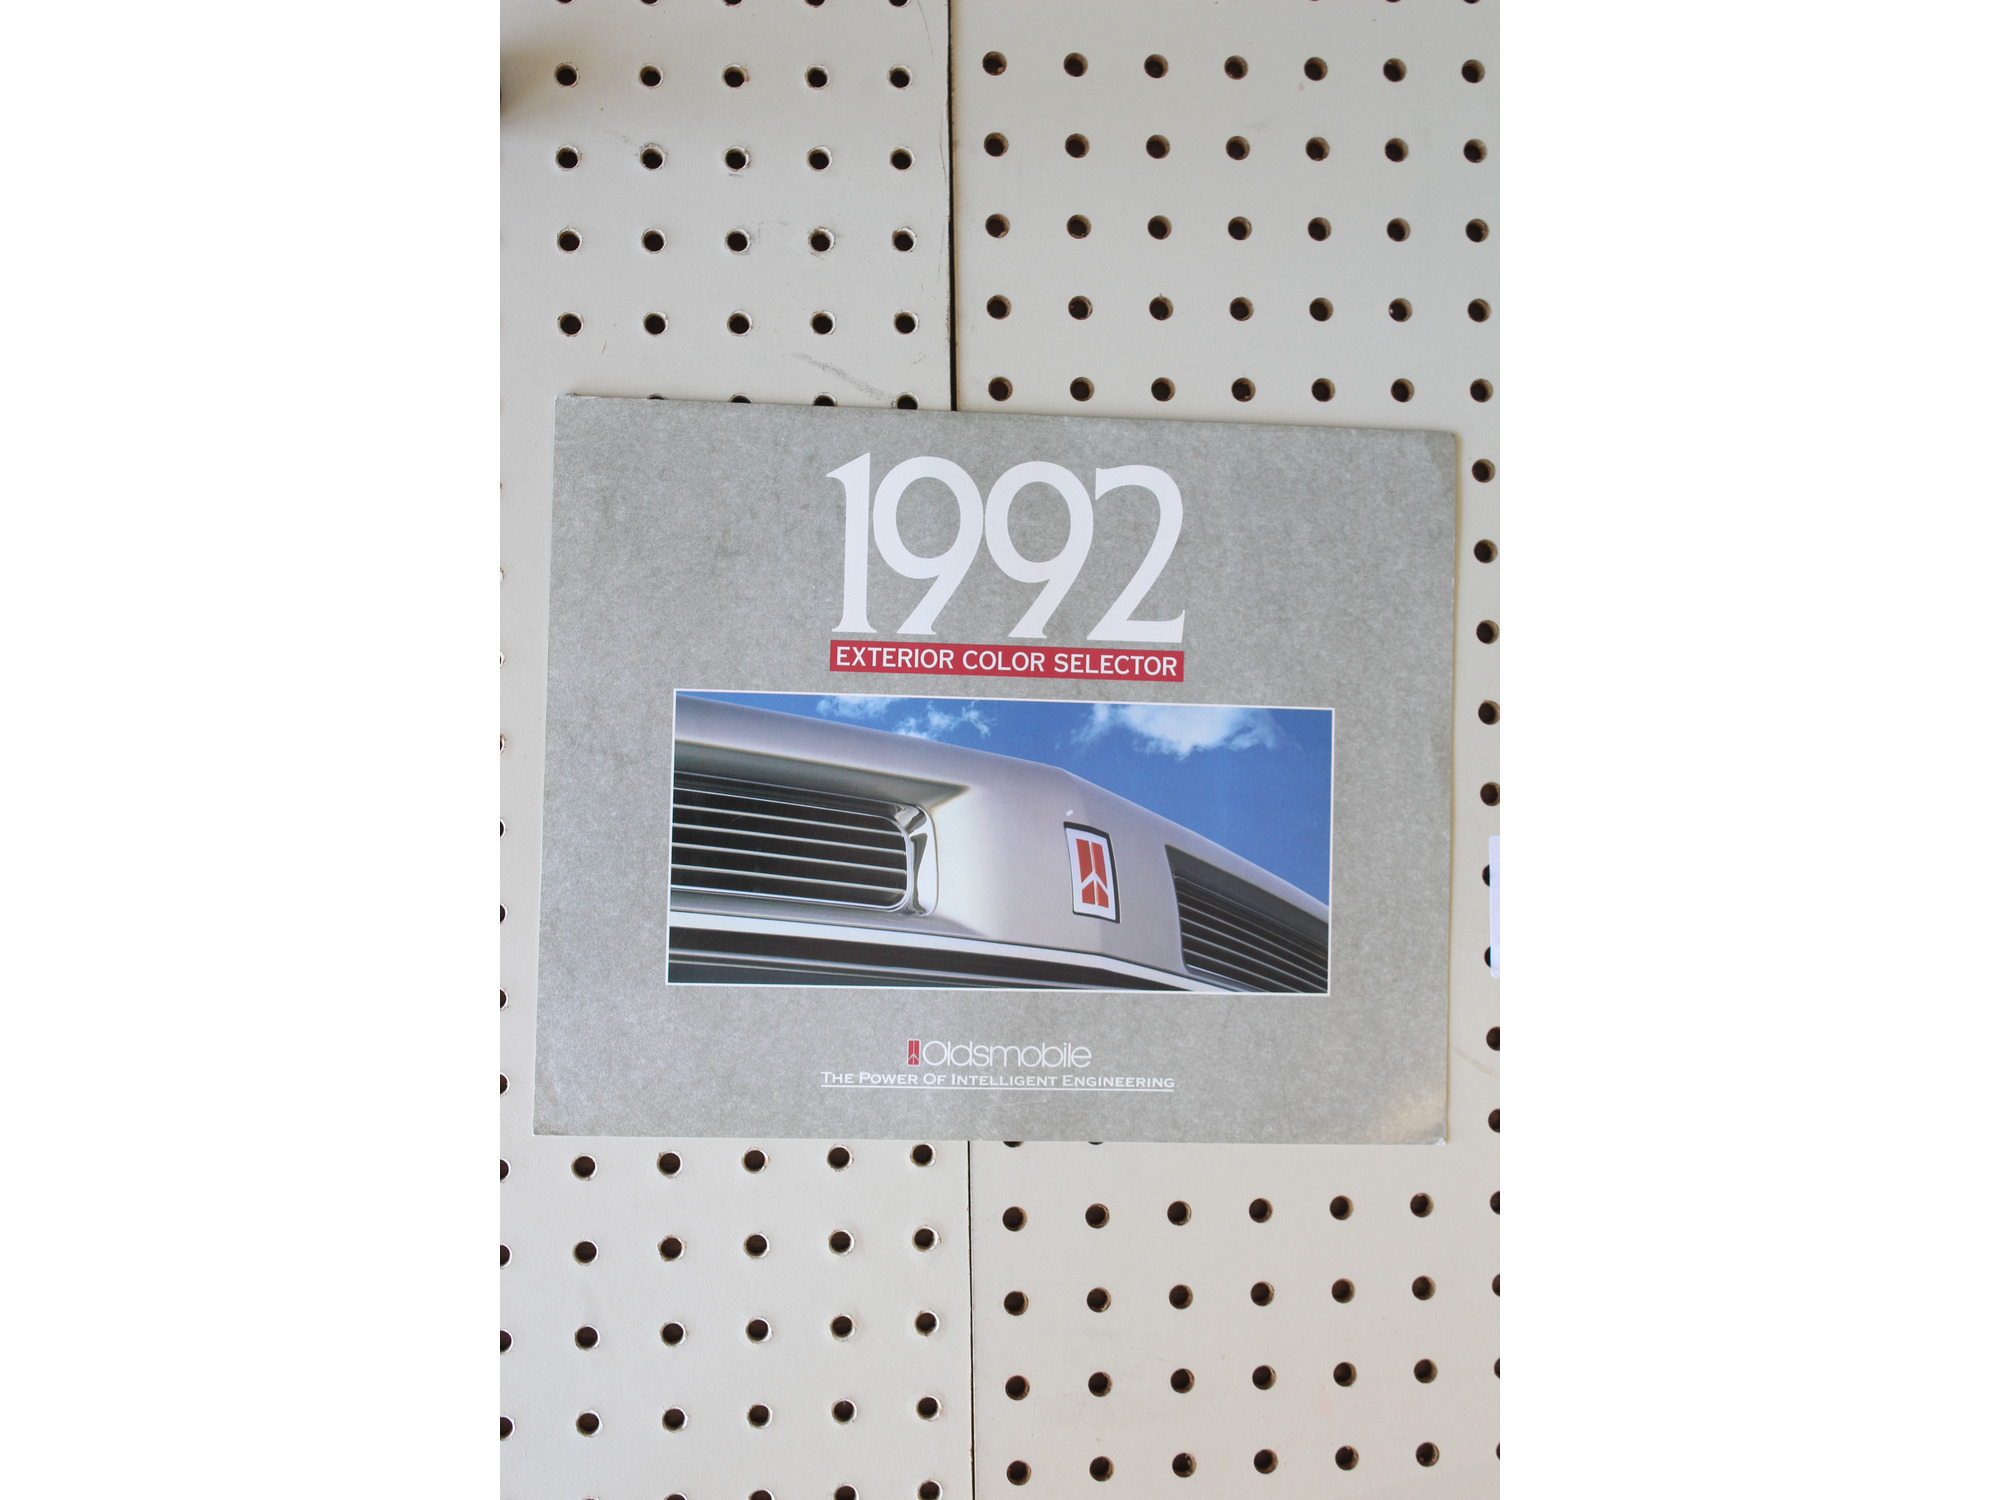 1992
EXTERIOR COLOR SELECTOR
Oldsmobile
THE POWER OF INTELLIGENT ENGINEERING